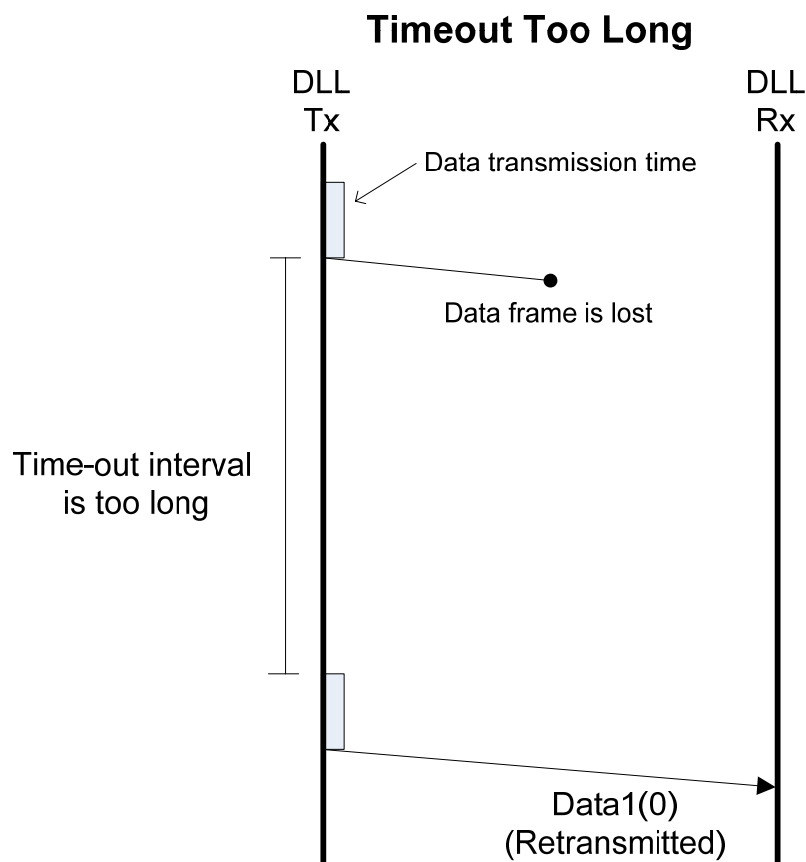 Timeout Too Long
DLL
Tx
DLL
Rx
Data transmission time
Data frame is lost
Time-out interval
is too long
Data1(0)
(Retransmitted)